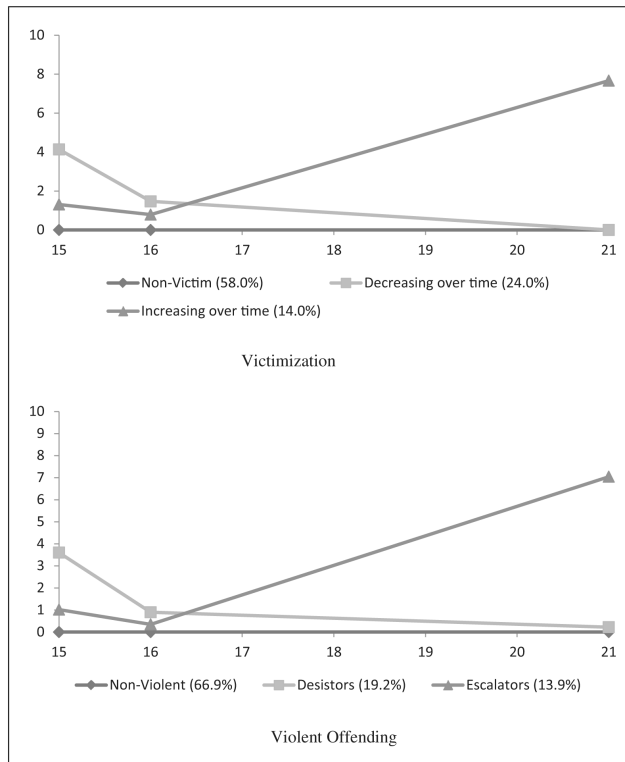 10
8
6
4
2
0
15 16 17 18 19 20 21
Non-Victim (58.0%) Decreasing over time (24.0%)
Increasing over time (14.0%)
Victimization
10
9
8
7
6
5
4
3
2
1
0
15 16 17 18 19 20 21
Non-Violent (66.9%) Desistors (19.2%) Escalators (13.9%)
Violent Offending